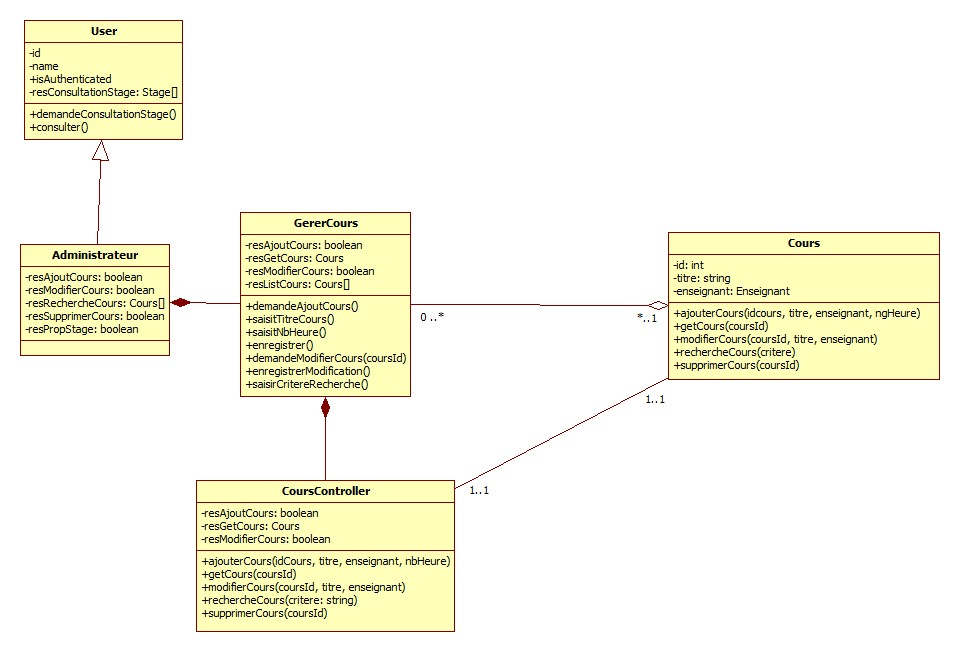 User
-id
-name
+isAuthenticated
-resConsultationStage: Stage[]
+demandeConsultationStage()
+consulter()
Administrateur
-resAjoutCours: boolean
-resModifierCours: boolean
-resRechercheCours: Cours[]
-resSupprimerCours: boolean
-resPropStage: boolean
GererCours
-resAjoutCours: boolean
-resGetCours: Cours
-resModifierCours: boolean
-resListCours: Cours[]
+demandeAjoutCours()
+saisitTitreCours()
+saisitNbHeure()
+enregistrer()
+demandeModifierCours(coursId)
+enregistrerModification()
+saisirCritereRecherche()
0..*
*..1
Cours
-id: int
-titre: string
-enseignant: Enseignant
+ajouterCours(idcours, titre, enseignant, ngHeure)
+getCours(coursId)
+modifierCours(coursId, titre, enseignant)
+rechercheCours(critere)
+supprimerCours(coursId)
1..1
1..1
CoursController
-resAjoutCours: boolean
-resGetCours: Cours
-resModifierCours: boolean
+ajouterCours(idCours, titre, enseignant, nbHeure)
+getCours(coursId)
+modifierCours(coursId, titre, enseignant)
+rechercheCours(critere: string)
+supprimerCours(coursId)